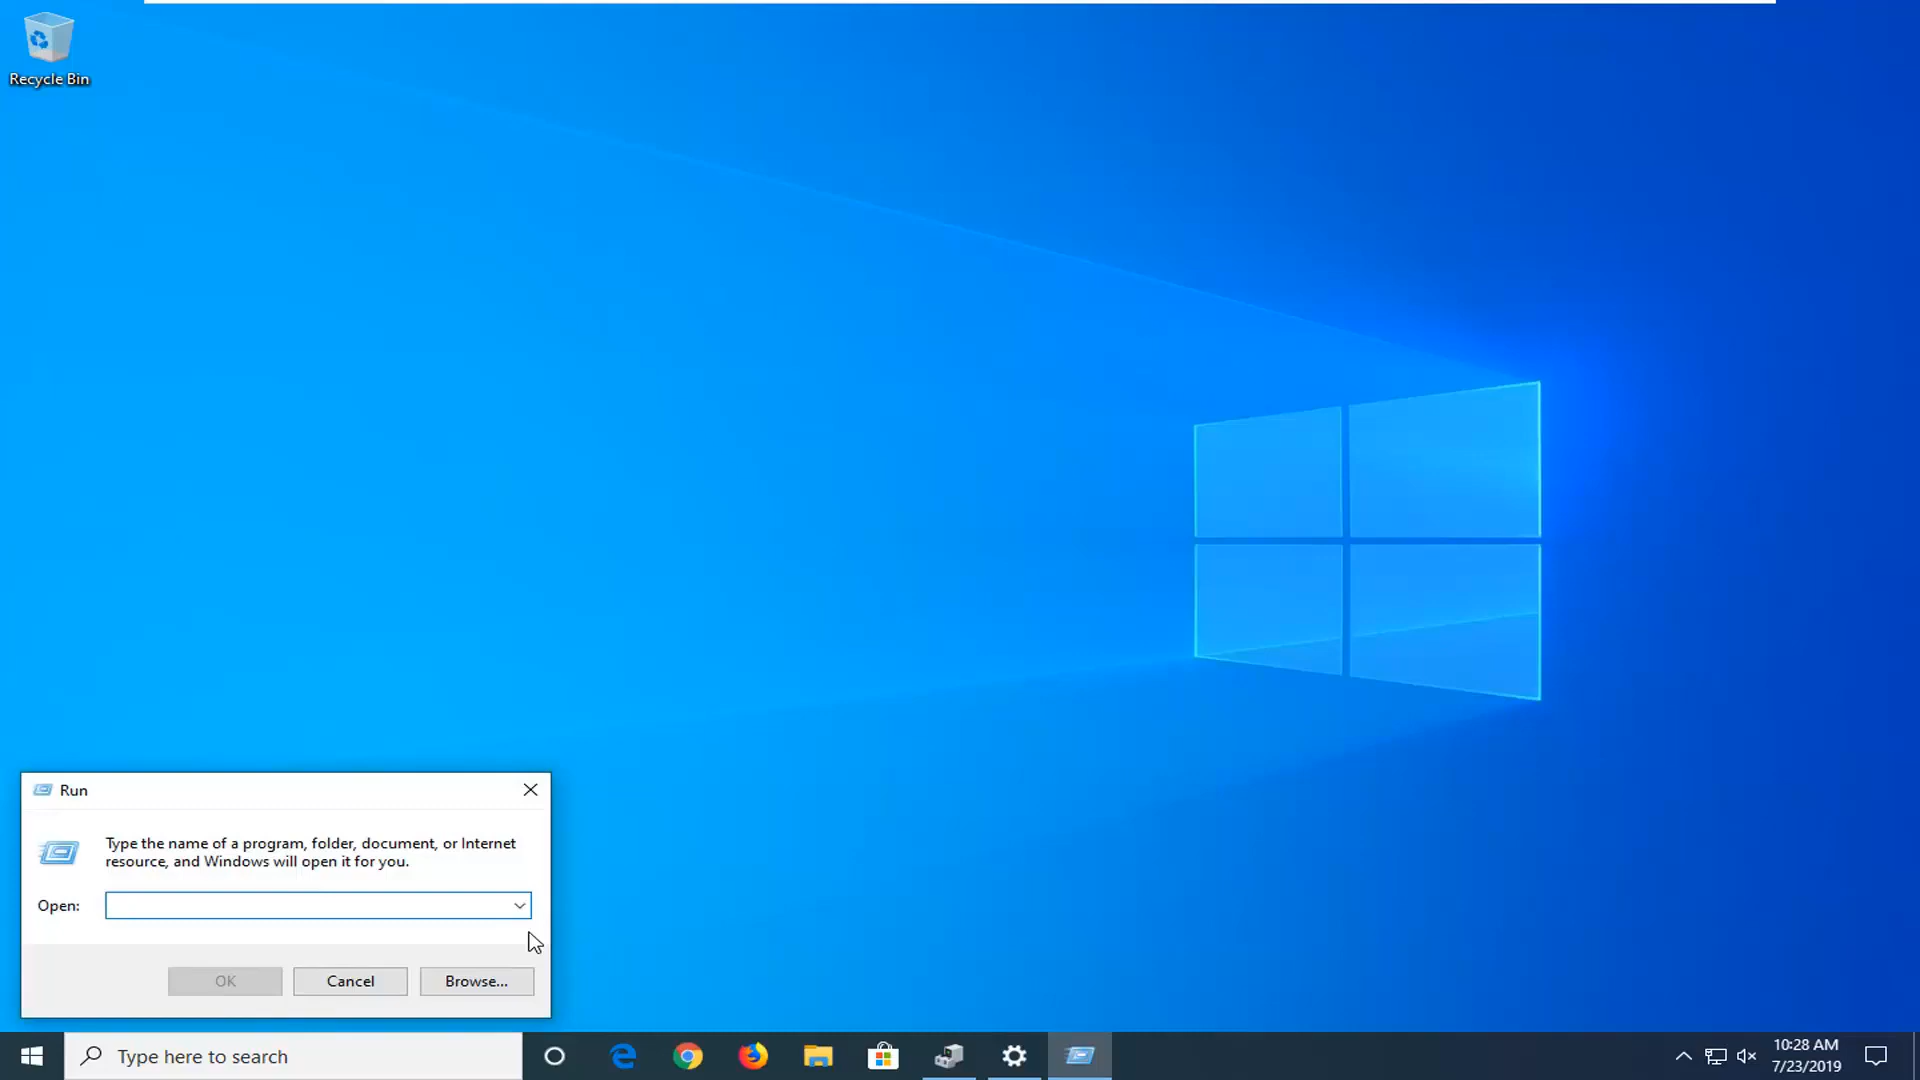 Recycle Bin
Run
Type the name of a program, folder, document, or Internet
resource, and Windows will open it for you.
Open:
OK
Cancel
Browse...
Type here to search
10:28 AM
7/23/2019